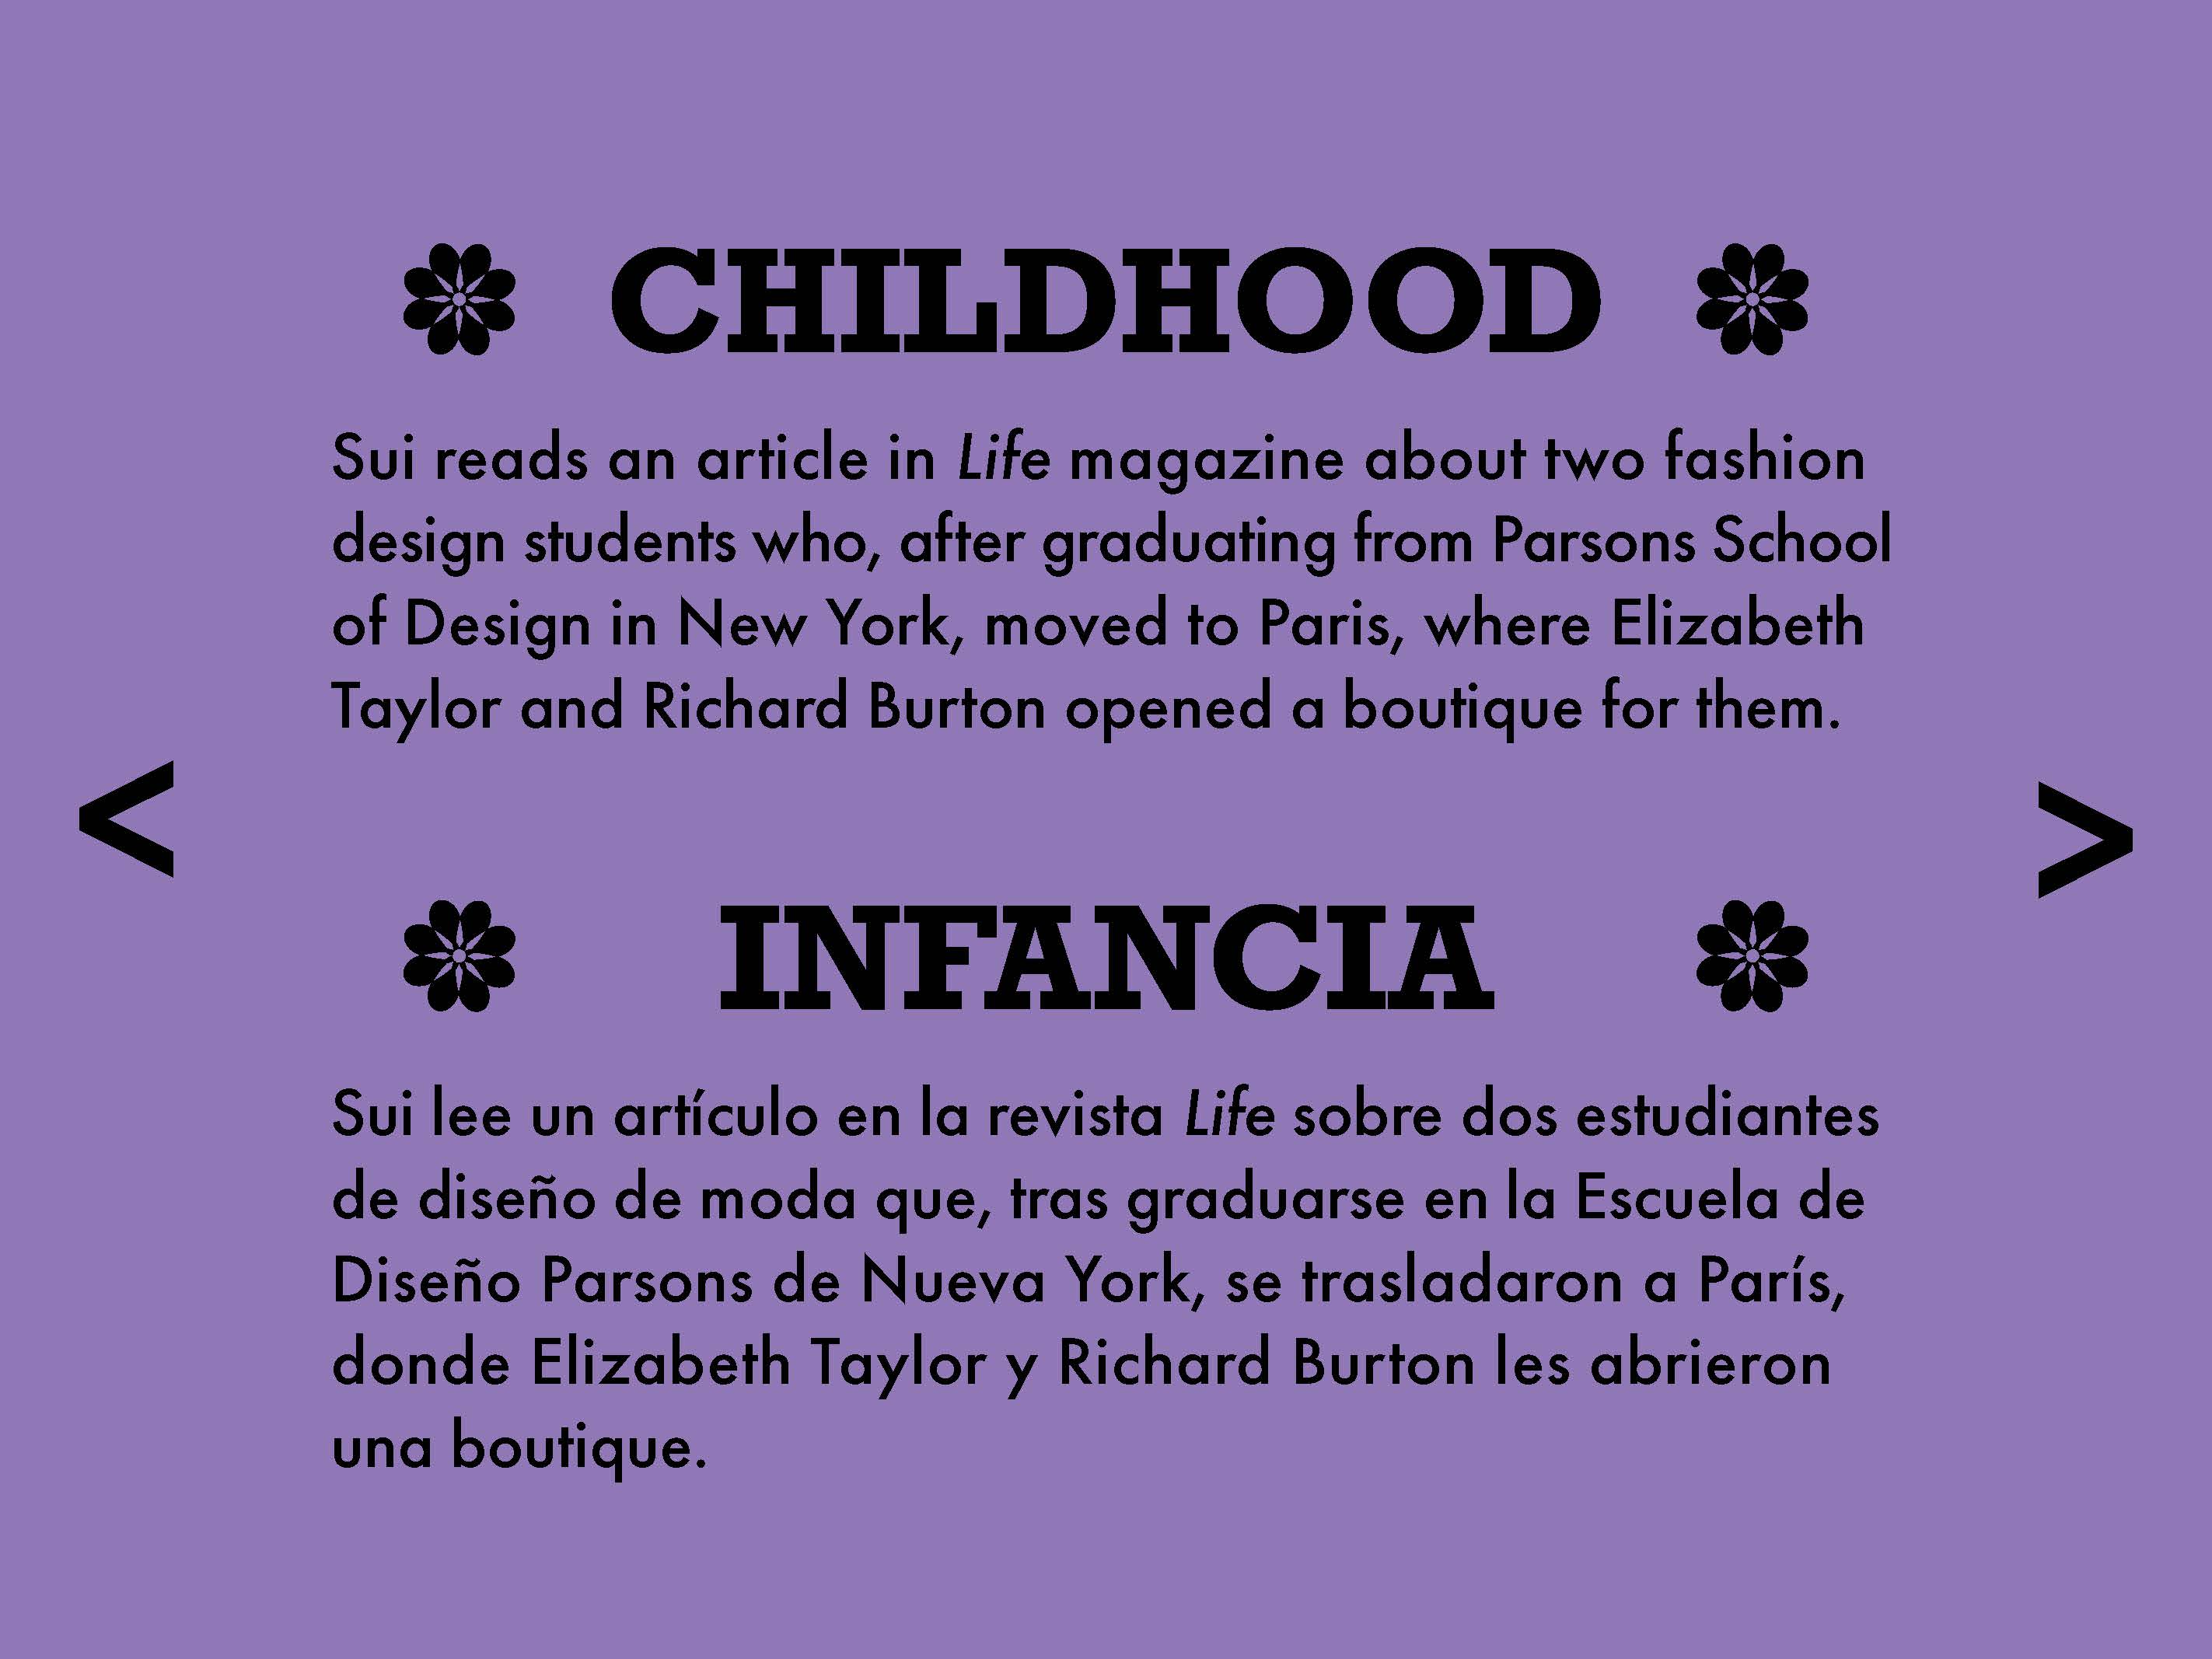 CHILDHOOD
Sui reads an article in Life magazine about two fashion
design students who, after graduating from Parsons School
of Design in New York, moved to Paris, where Elizabeth
Taylor and Richard Burton opened a boutique for them.
< >
INFANCIA
Sui lee un artículo en la revista Life sobre dos estudiantes
de diseño de moda que, tras graduarse en la Escuela de
Diseño Parsons de Nueva York, se trasladaron a París,
donde Elizabeth Taylor y Richard Burton les abrieron
una boutique.